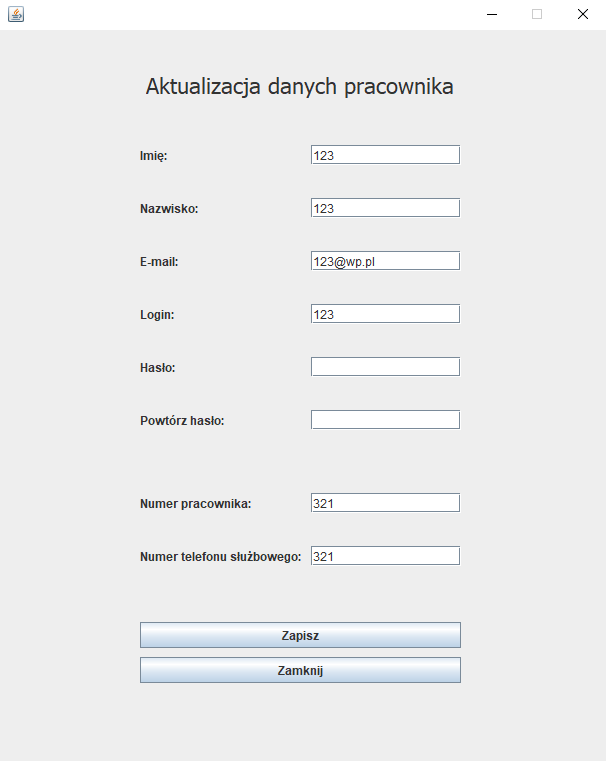 Aktualizacja danych pracownika
Imię: 123
Nazwisko: 123
E-mail: 123@wp.pl
Login: 123
Hasło:
Powtórz hasło:
Numer pracownika: 321
Numer telefonu służbowego: 321
Zapisz
Zamknij